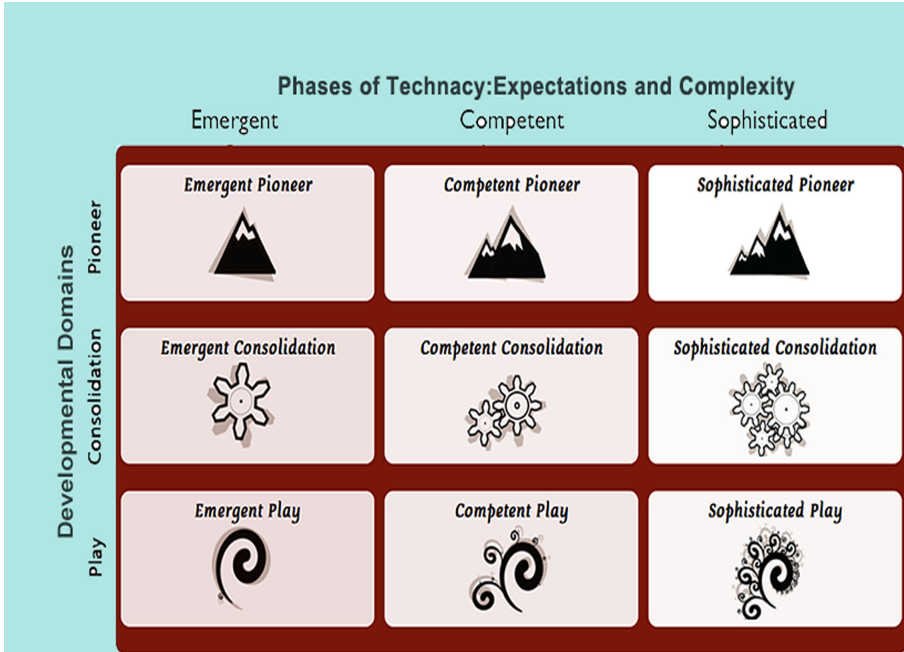 Phases of Technacy:Expectations and Complexity
Emergent
Competent
Sophisticated
Developmental Domains
Pioneer
Emergent Pioneer
Competent Pioneer
Sophisticated Pioneer
Consolidation
Emergent Consolidation
Competent Consolidation
Sophisticated Consolidation
Play
Emergent Play
Competent Play
Sophisticated Play